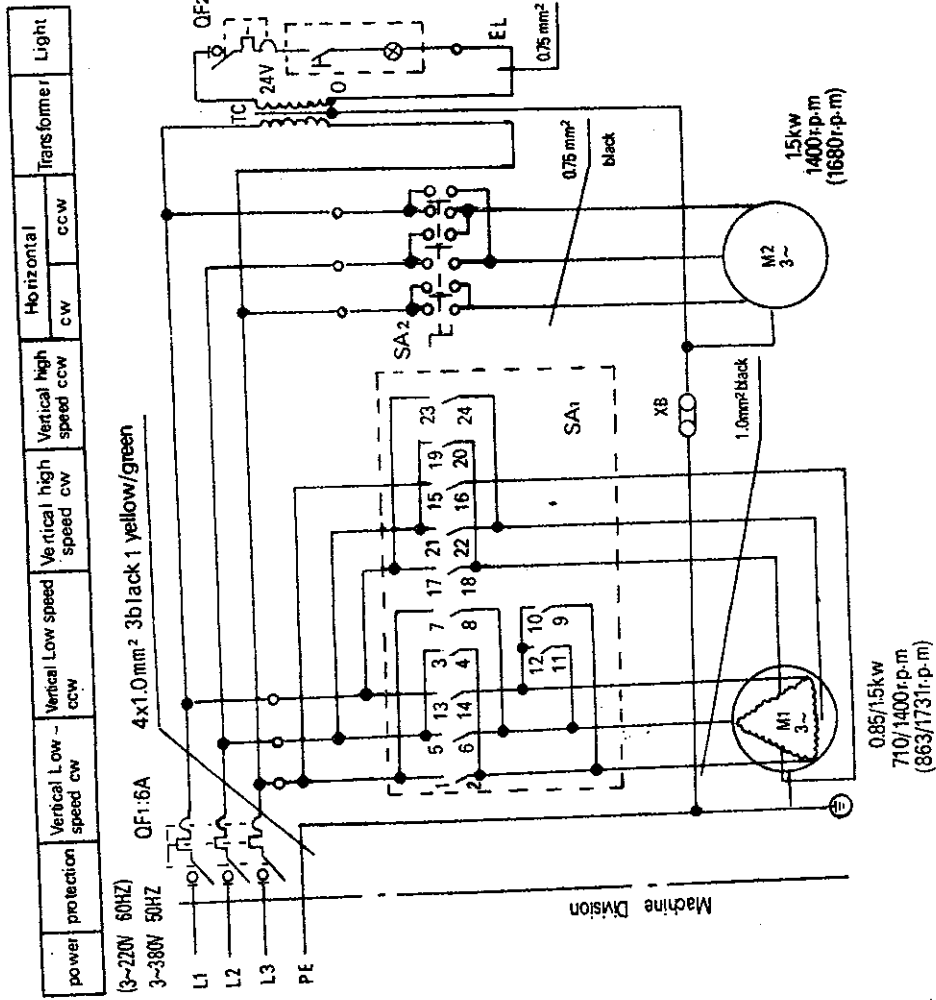 power
protection
Vertical Low ~
speed cw
Vertical Low speed
ccw
Vertical high
speed cw
Vertical high
speed ccw
Horizontal
cw
ccw
Transformer
Light
(3~220V 60HZ)
3~380V 50HZ
QF1:6A
4x1.0mm² 3black 1 yellow/green
L1
L2
L3
PE
QF2
TC
24V
0
EL
0.75 mm²
0.75 mm²
black
SA2
SA1
1
2
5
6
13
14
3
4
7
8
12
11
10
9
17
18
21
22
15
16
19
20
23
24
XB
1.0mm²black
M1
3~
M2
3~
0.85/1.5kw
710/1400r.p.m
(863/1731r.p.m)
1.5kw
1400r.p.m
(1680r.p.m)
Machine Division